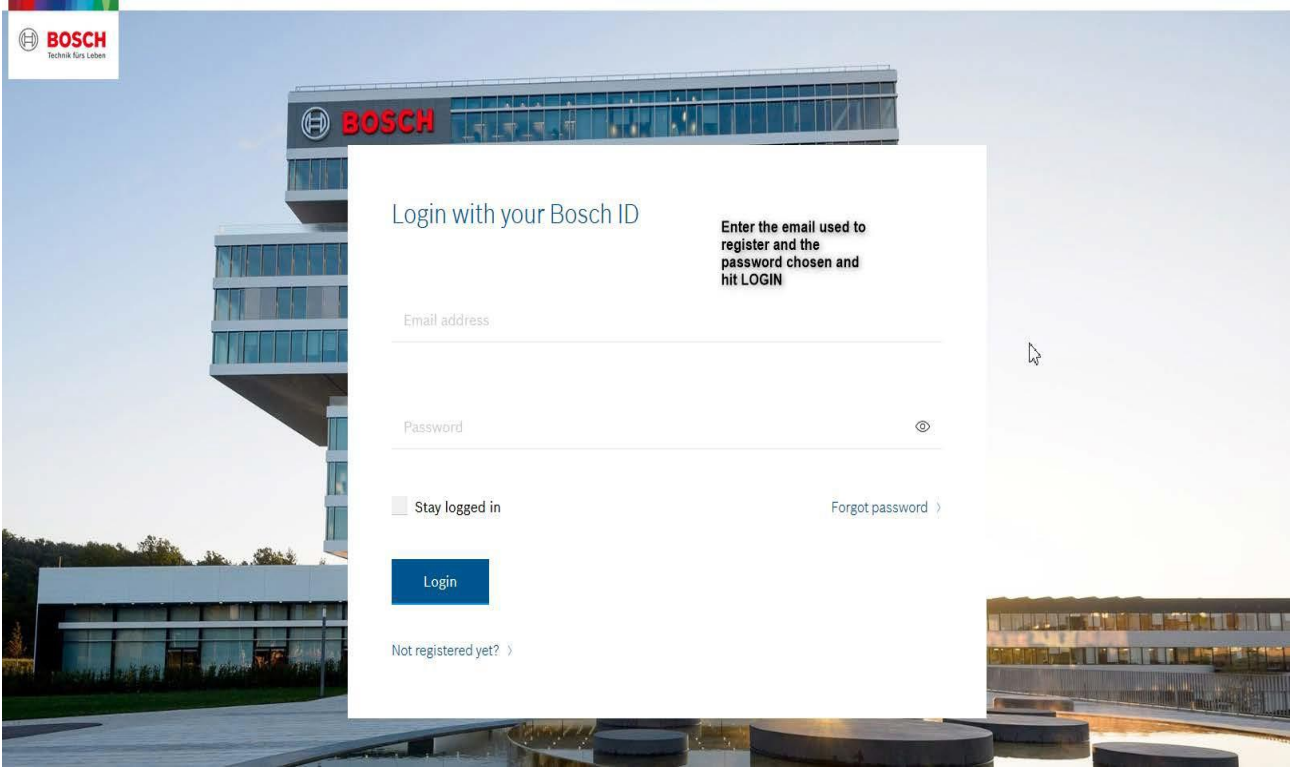 BOSCH
Technik fürs Leben
BOSCH
Login with your Bosch ID
Enter the email used to
register and the
password chosen and
hit LOGIN
Email address
Password
Stay logged in
Forgot password
Login
Not registered yet?